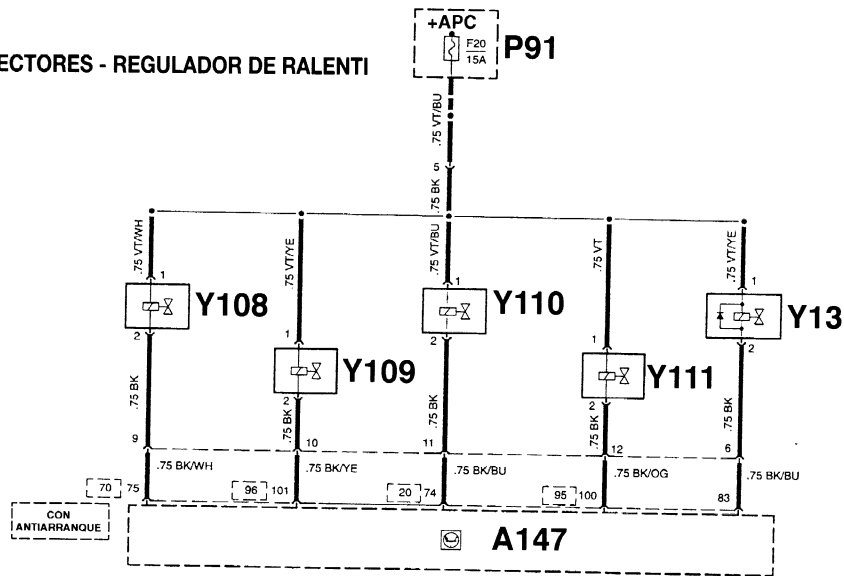 +APC
F20
15A
P91
ECTORES - REGULADOR DE RALENTI
.75 VT/BU
5
.75 BK
.75 VT/WH
.75 VT/YE
.75 VT/BU
.75 VT
.75 VT/YE
1
1
1
1
1
Y108
Y109
Y110
Y111
Y13
2
2
2
2
2
.75 BK
.75 BK
.75 BK
.75 BK
.75 BK
9
10
11
12
6
.75 BK/WH
.75 BK/YE
.75 BK/BU
.75 BK/OG
.75 BK/BU
70
75
96
101
20
74
95
100
83
CON
ANTIARRANQUE
A147